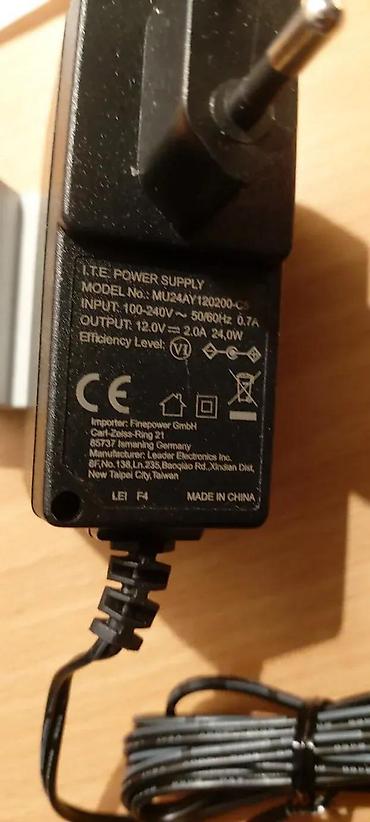 I.T.E. POWER SUPPLY
MODEL No.: MU24AY120200-C5
INPUT: 100-240V ~ 50/60Hz 0.7A
OUTPUT: 12.0V ⎓ 2.0A 24,0W
Efficiency Level: VI
CE
Importer: Finepower GmbH
Carl-Zeiss-Ring 21
85737 Ismaning Germany
Manufacturer: Leader Electronics Inc.
8F,No.138,Ln.235,Baoqiao Rd.,Xindian Dist,
New Taipei City,Taiwan
LEI F4 MADE IN CHINA